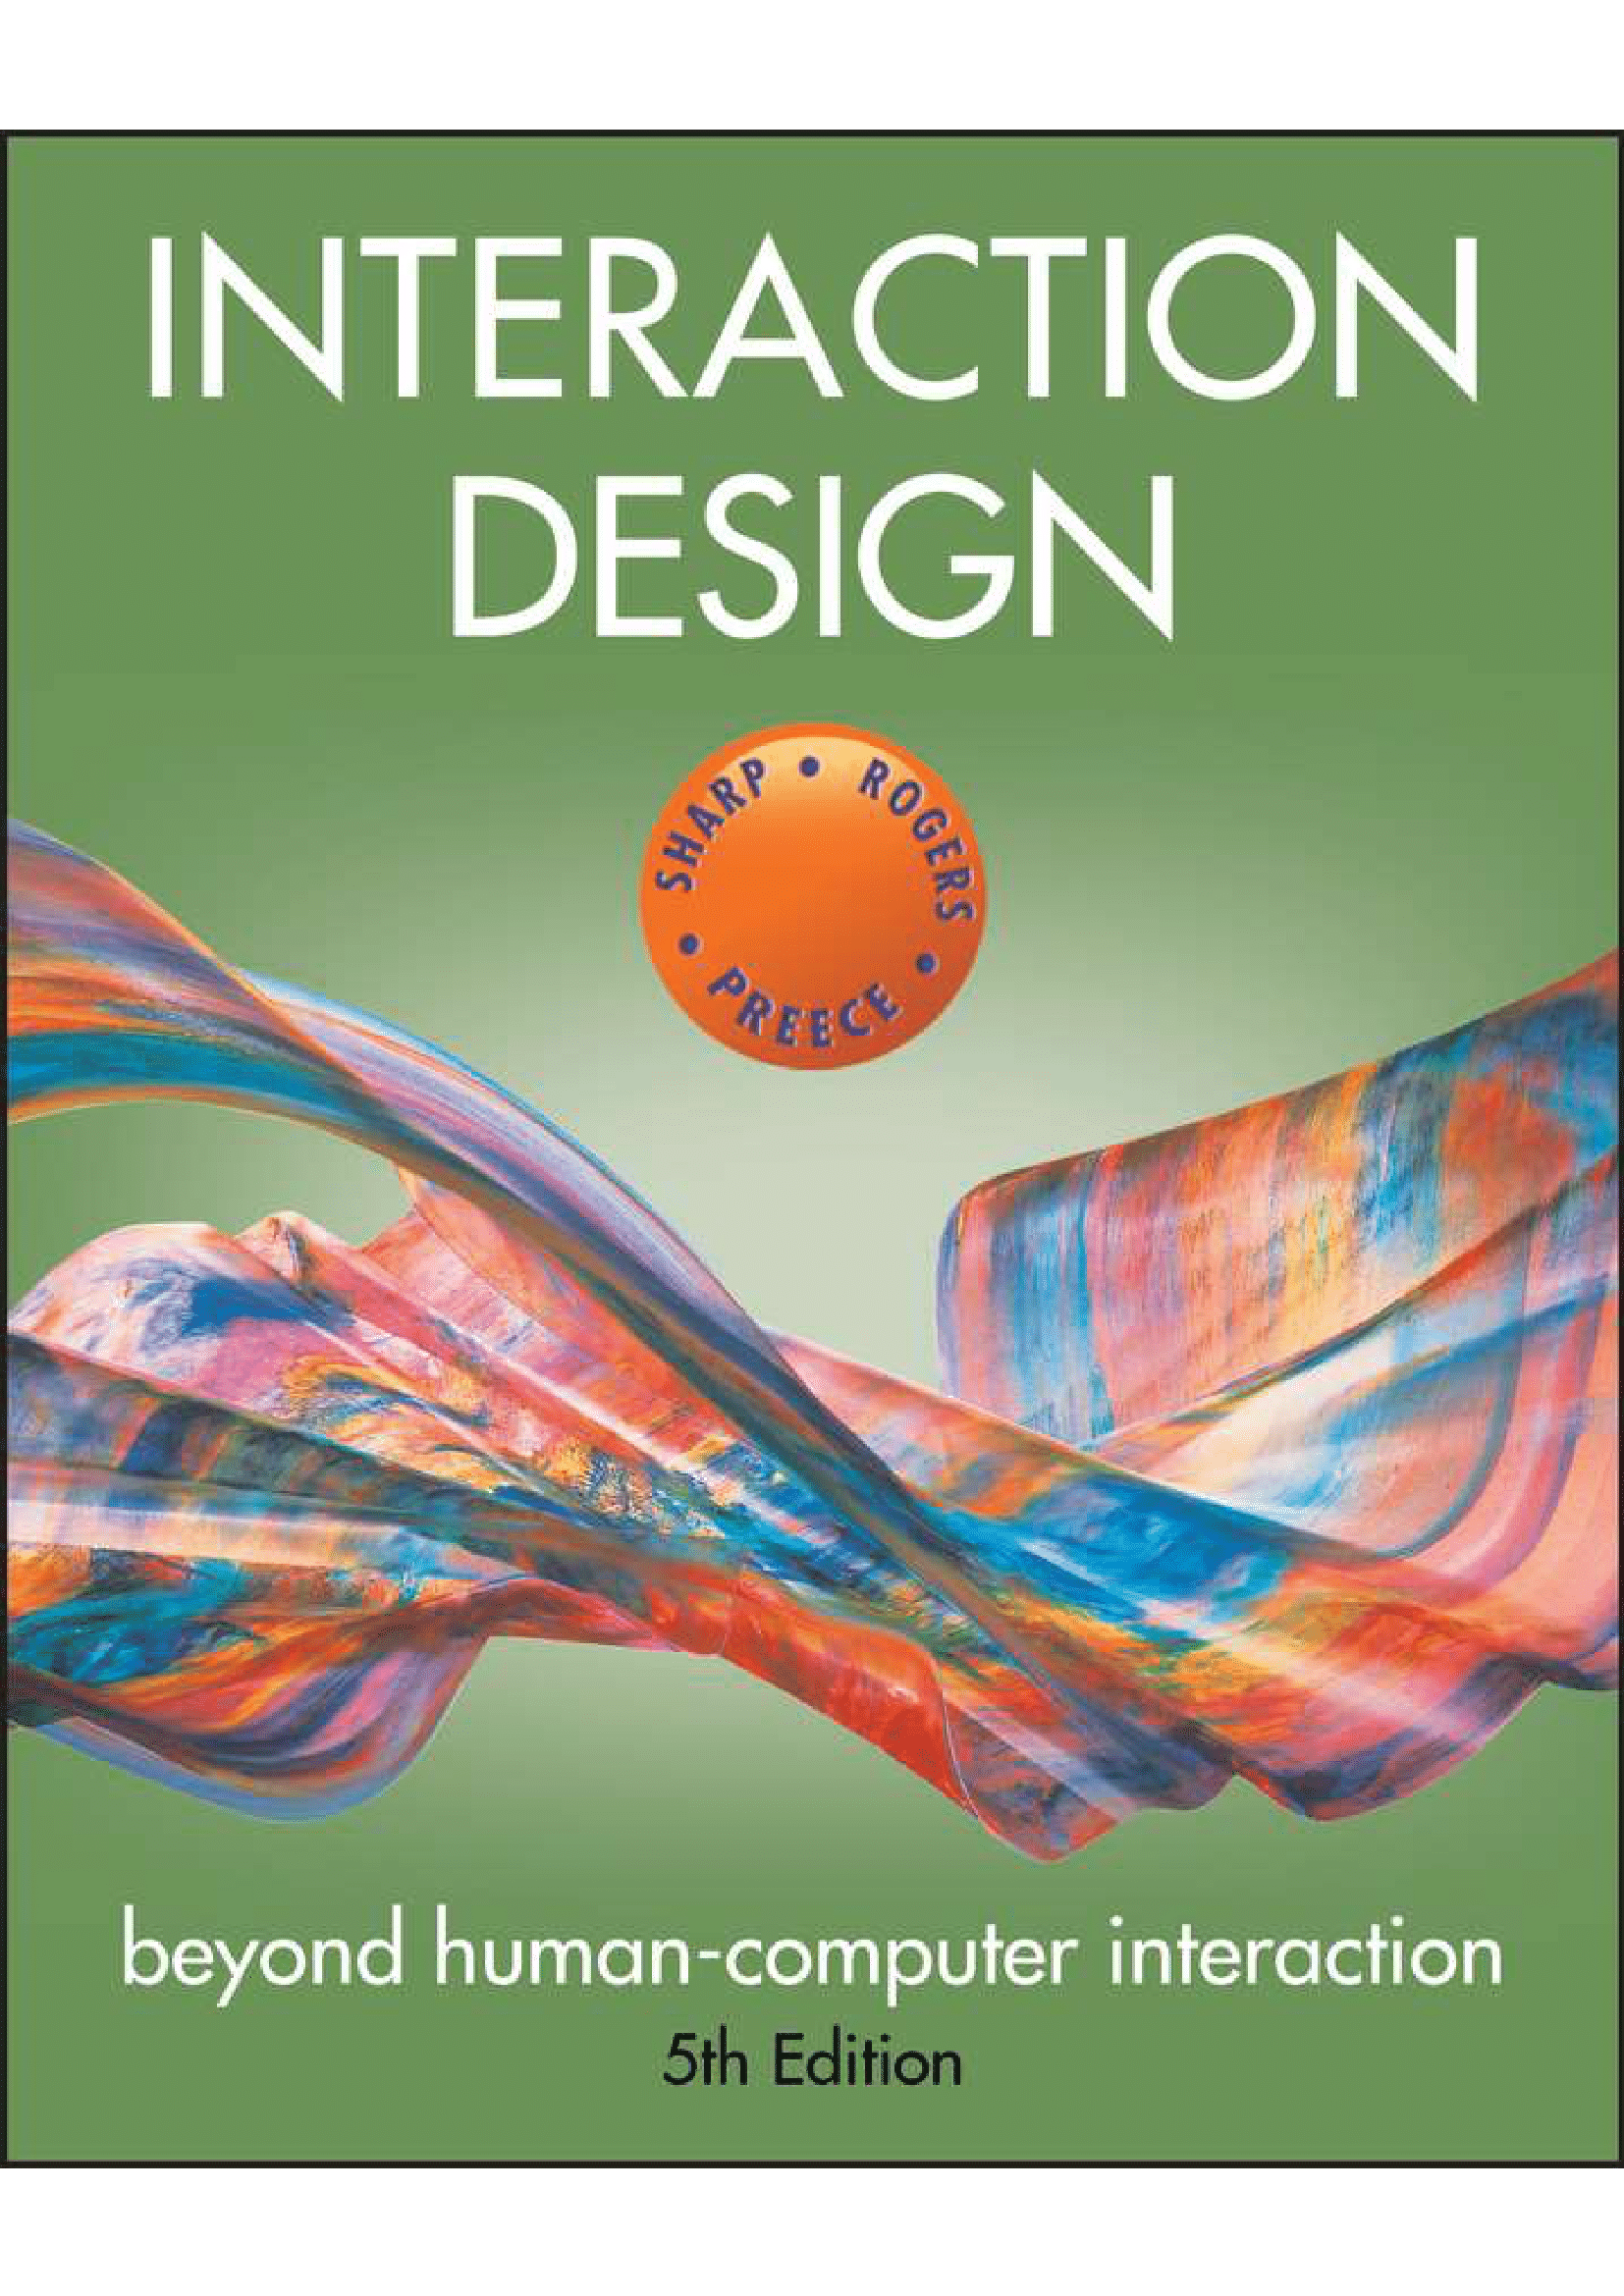 INTERACTION
DESIGN
SHARP • ROGERS • PREECE •
beyond human-computer interaction
5th Edition